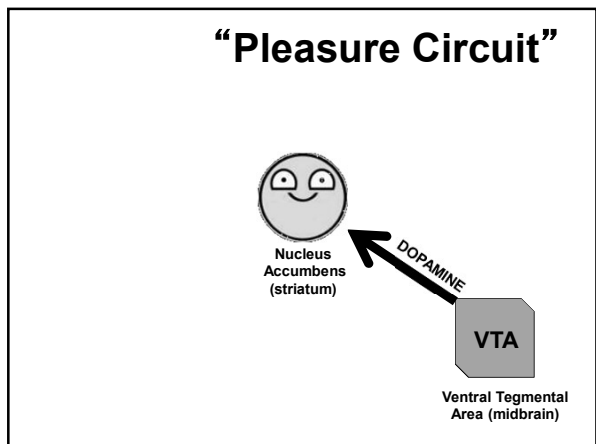 “Pleasure Circuit”
Nucleus
Accumbens
(striatum)
DOPAMINE
VTA
Ventral Tegmental
Area (midbrain)